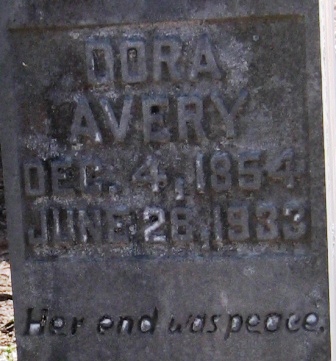 DORA
AVERY
DEC. 4, 1854
JUNE 26, 1933
Her end was peace.